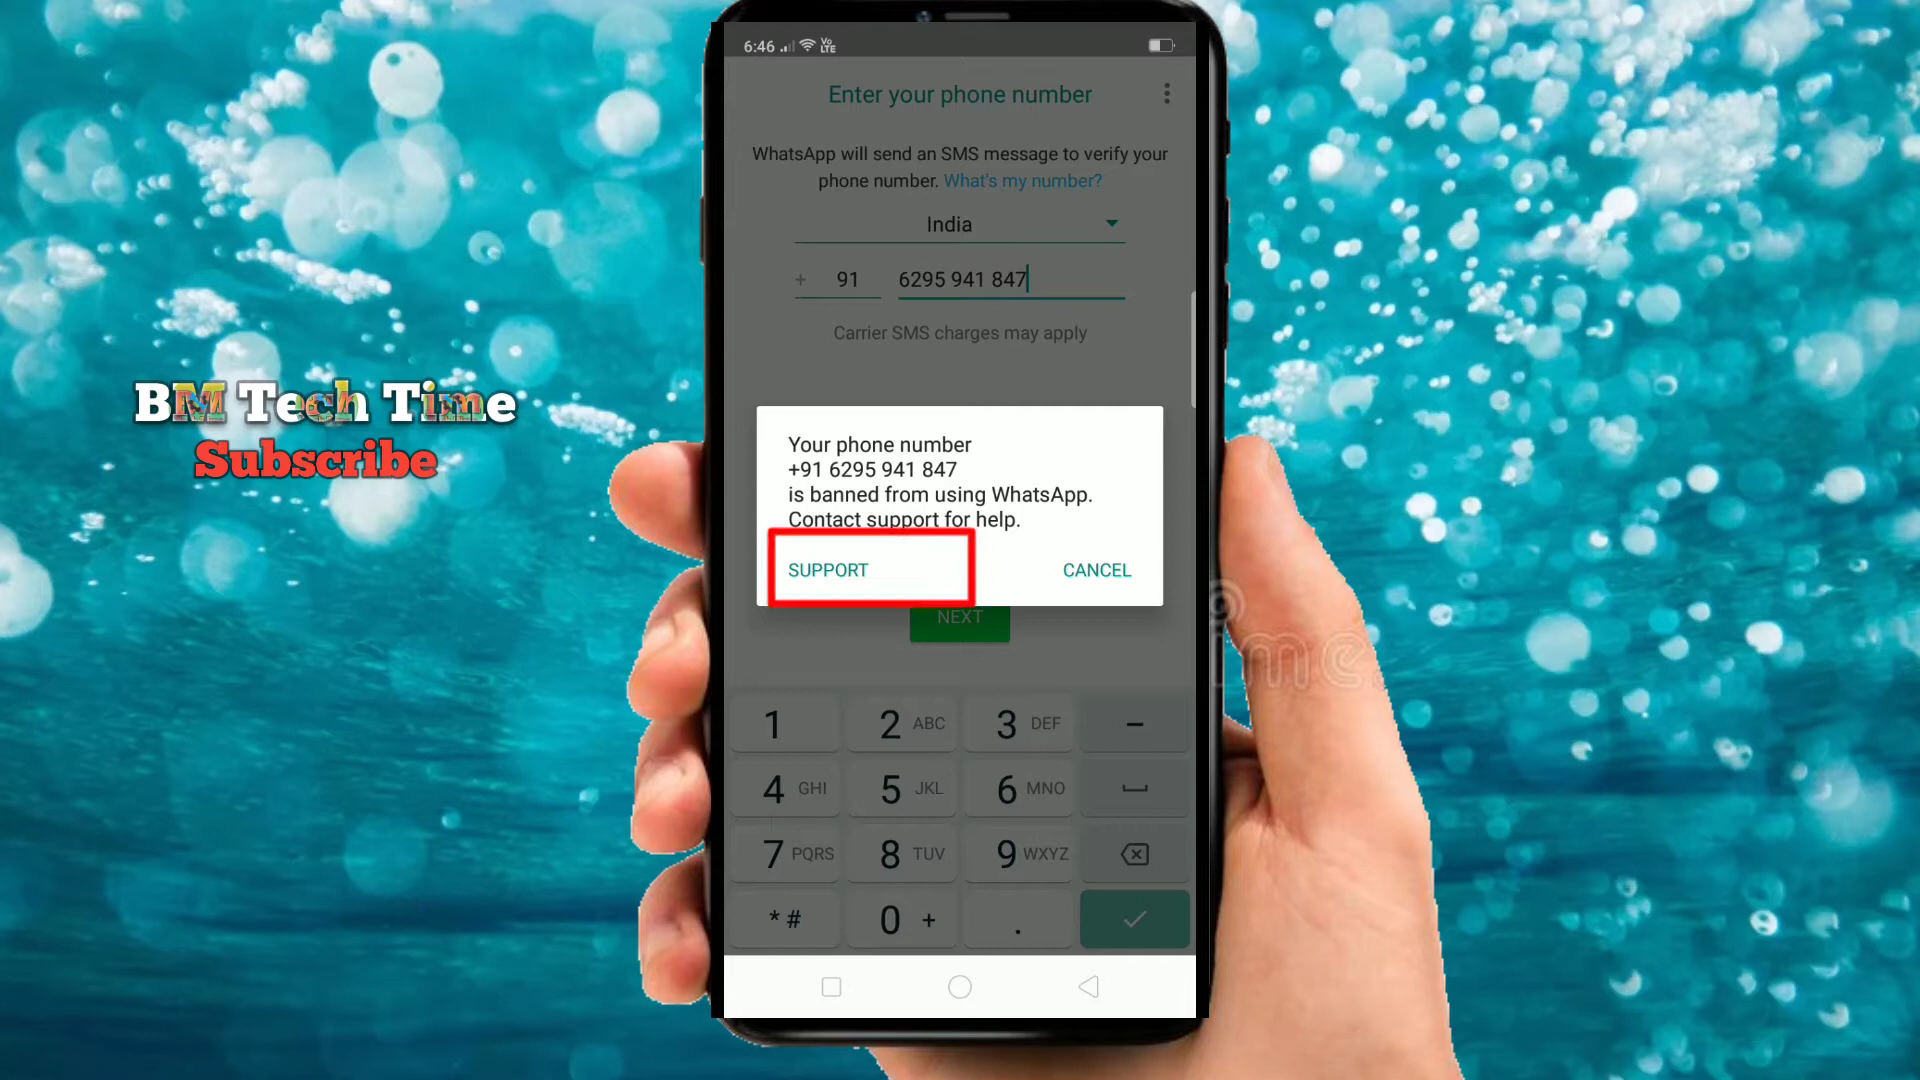 6:46
Vo
LTE
Enter your phone number
WhatsApp will send an SMS message to verify your
phone number. What's my number?
India
+ 91 6295 941 847
Carrier SMS charges may apply
BM Tech Time
Subscribe
Your phone number
+91 6295 941 847
is banned from using WhatsApp.
Contact support for help.
SUPPORT CANCEL
NEXT
1 2 ABC 3 DEF –
4 GHI 5 JKL 6 MNO
7 PQRS 8 TUV 9 WXYZ
* # 0 + .